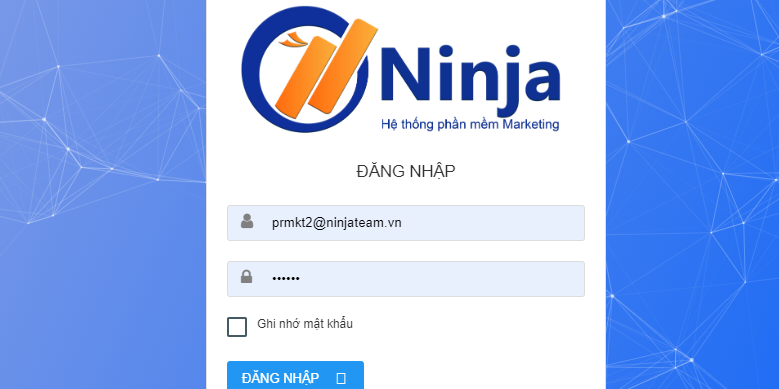 Ninja
Hệ thống phần mềm Marketing
ĐĂNG NHẬP
prmkt2@ninjateam.vn
••••••
Ghi nhớ mật khẩu
ĐĂNG NHẬP